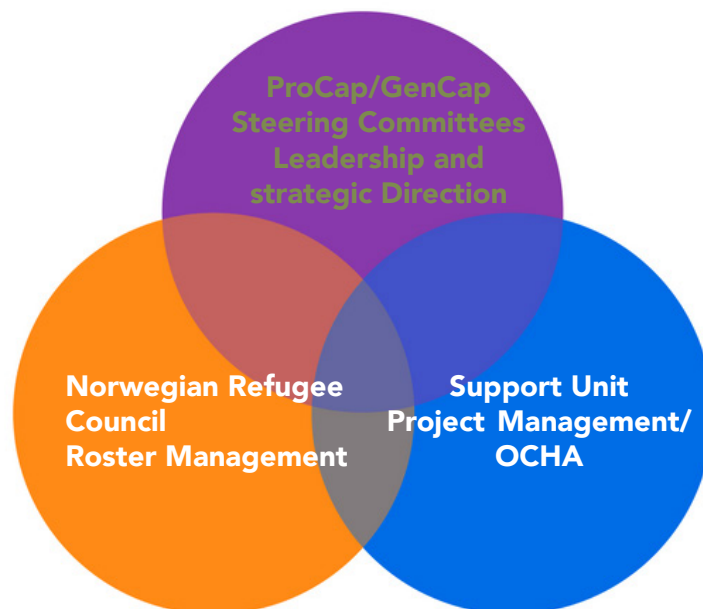 ProCap/GenCap
Steering Committees
Leadership and
strategic Direction
Norwegian Refugee
Council
Roster Management
Support Unit
Project Management/
OCHA